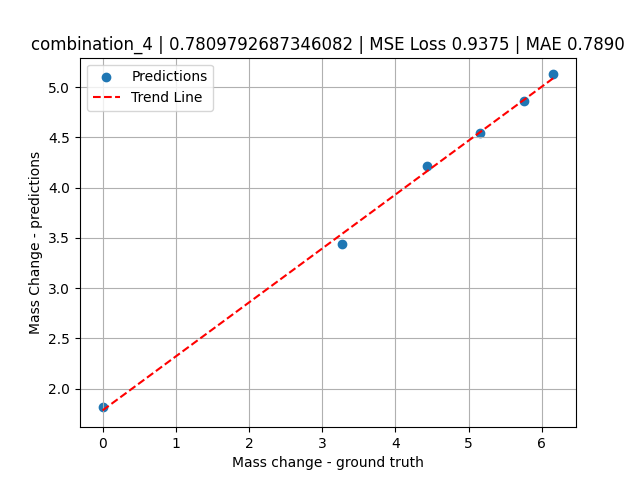 combination_4 | 0.7809792687346082 | MSE Loss 0.9375 | MAE 0.7890
Predictions
Trend Line
Mass Change - predictions
5.0
4.5
4.0
3.5
3.0
2.5
2.0
0 1 2 3 4 5 6
Mass change - ground truth